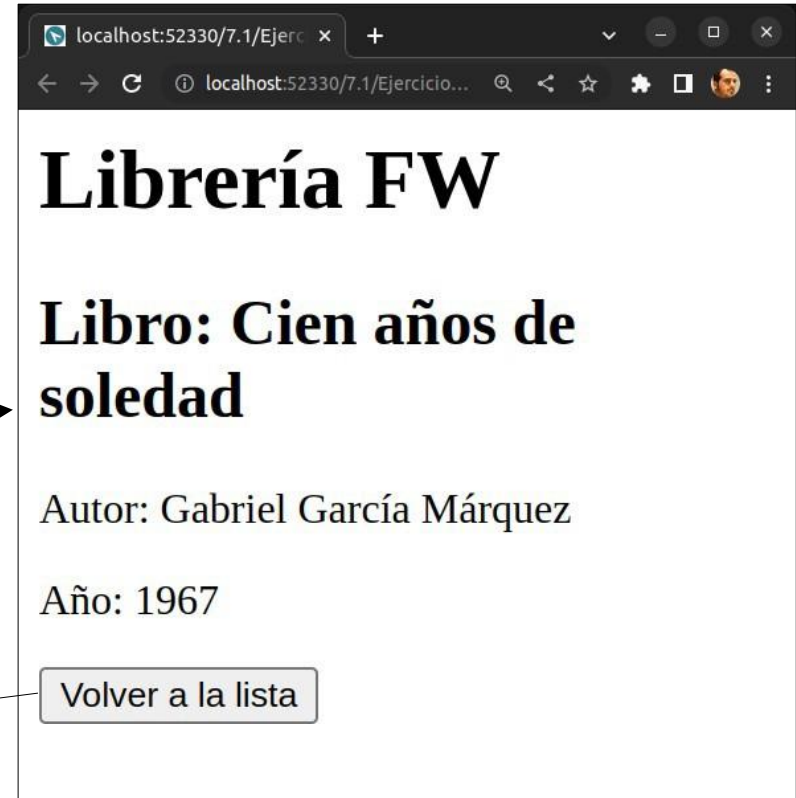 localhost:52330/7.1/Ejerc
localhost:52330/7.1/Ejercicio...
Librería FW
Libro: Cien años de
soledad
Autor: Gabriel García Márquez
Año: 1967
Volver a la lista